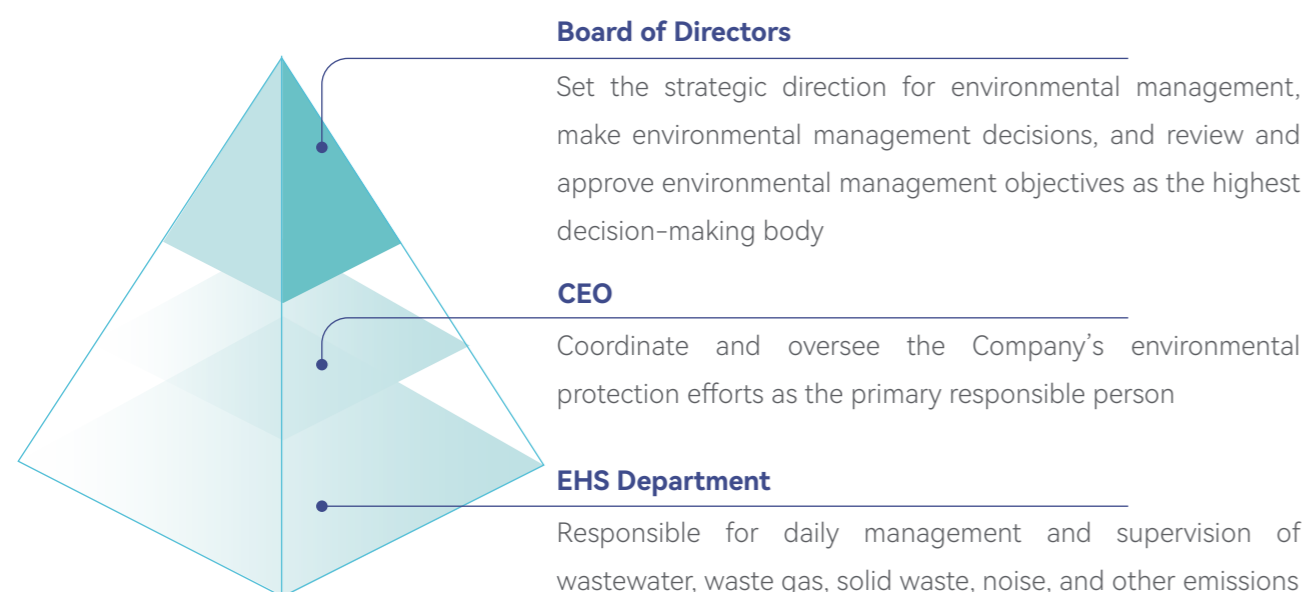 Board of Directors
Set the strategic direction for environmental management,
make environmental management decisions, and review and
approve environmental management objectives as the highest
decision-making body
CEO
Coordinate and oversee the Company's environmental
protection efforts as the primary responsible person
EHS Department
Responsible for daily management and supervision of
wastewater, waste gas, solid waste, noise, and other emissions